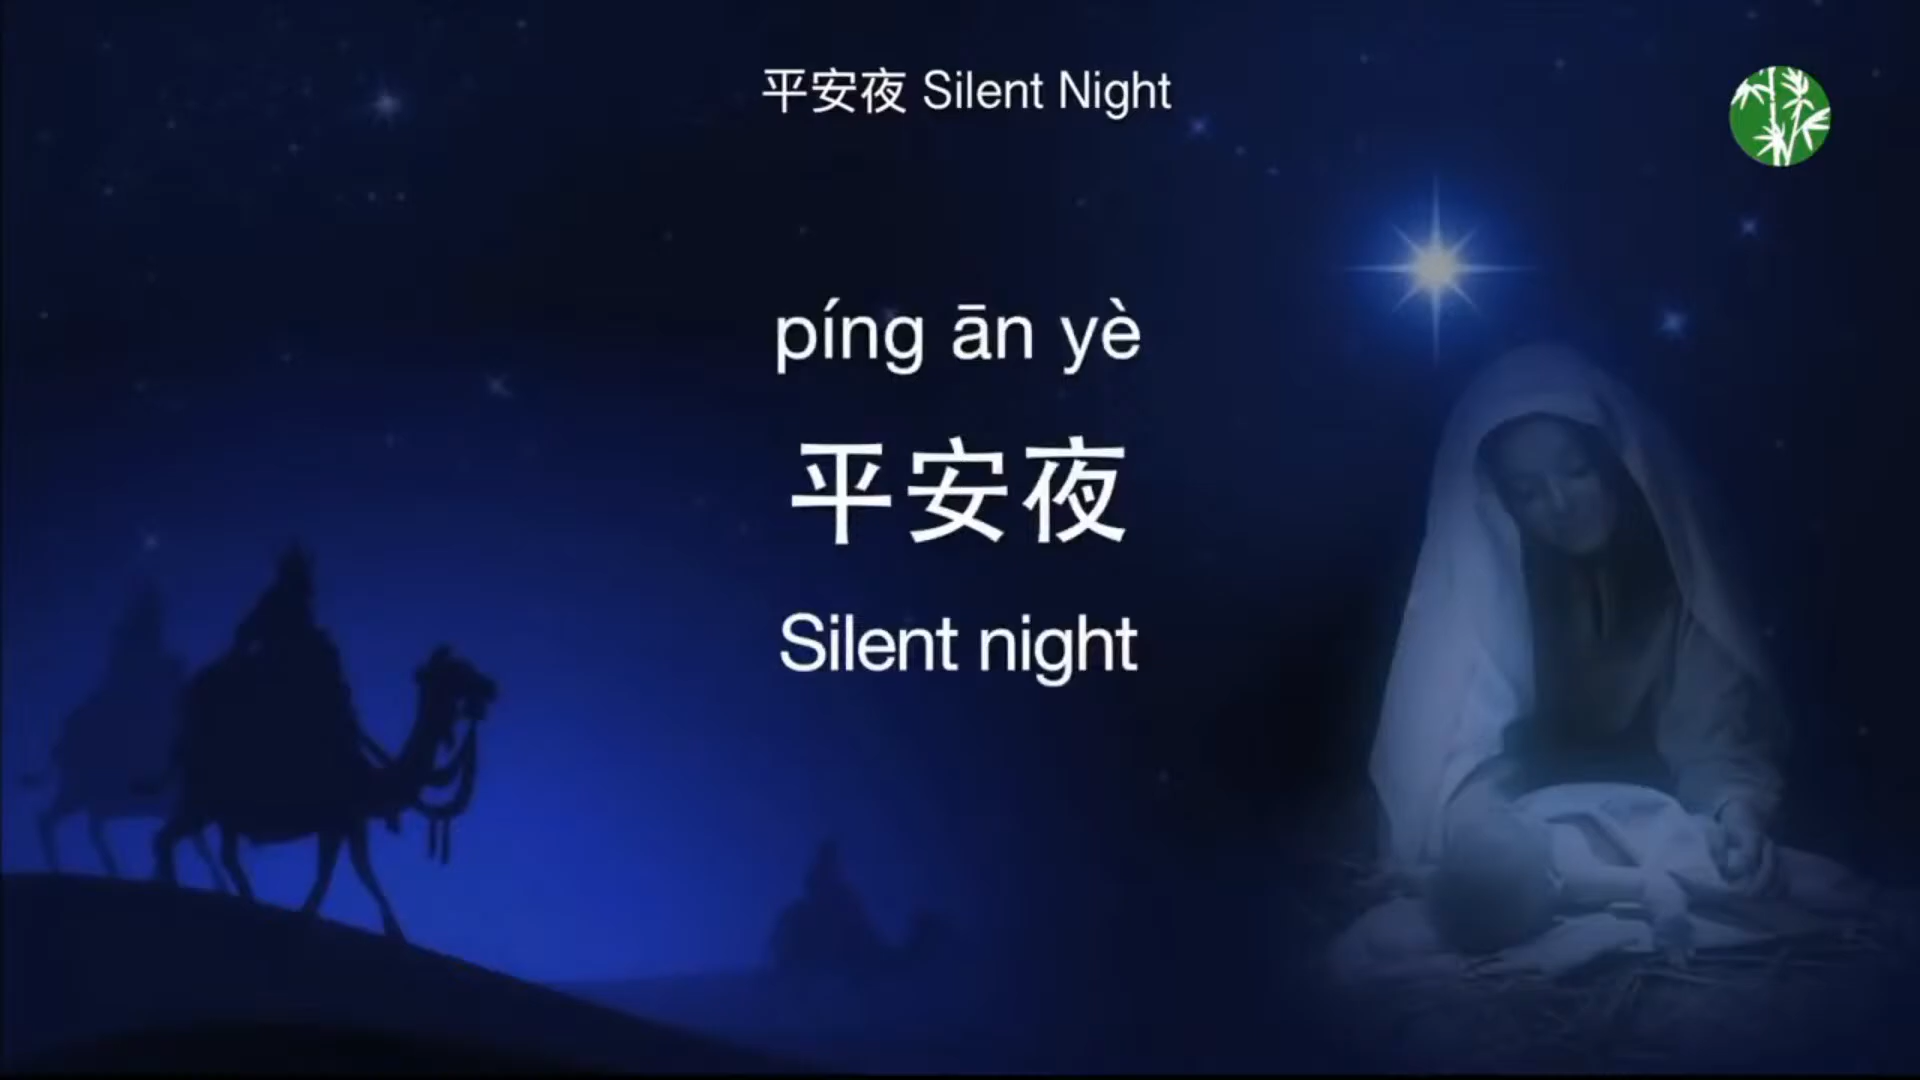 平安夜 Silent Night
píng ān yè
平安夜
Silent night